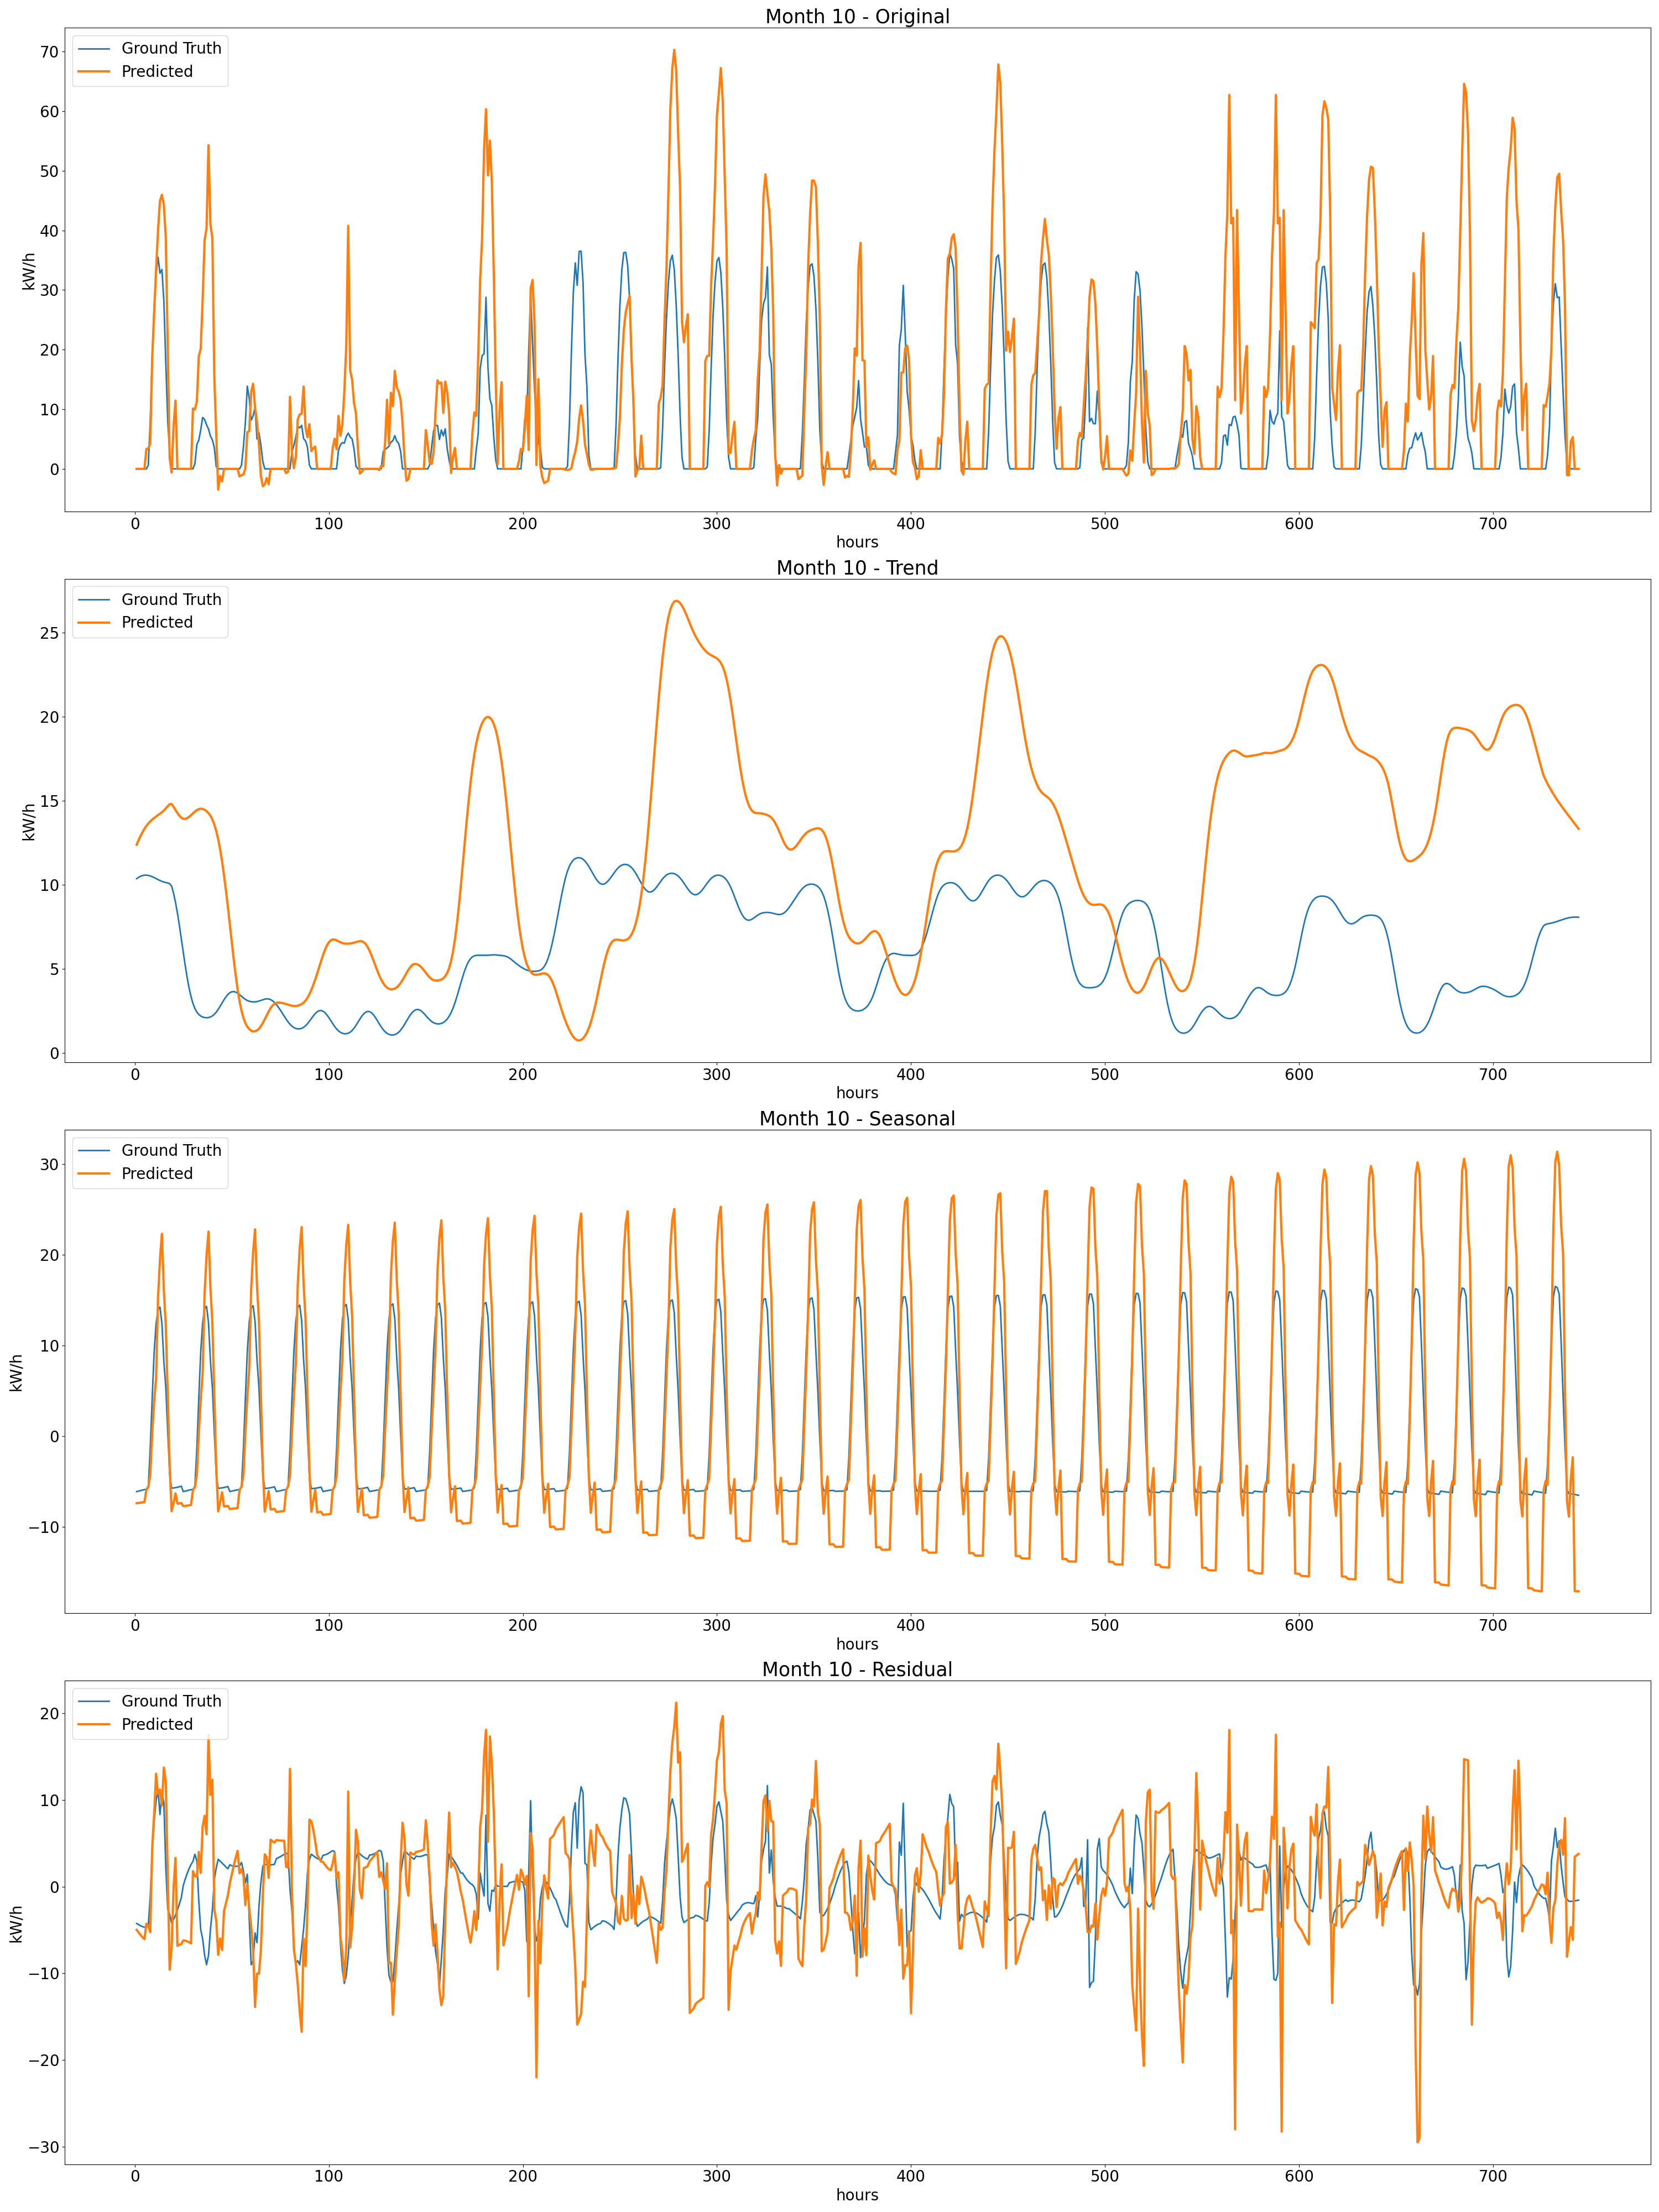 Month 10 - Original
Ground Truth
Predicted
kW/h
70
60
50
40
30
20
10
0
0 100 200 300 400 500 600 700
hours
Month 10 - Trend
Ground Truth
Predicted
kW/h
25
20
15
10
5
0
0 100 200 300 400 500 600 700
hours
Month 10 - Seasonal
Ground Truth
Predicted
kW/h
30
20
10
0
−10
0 100 200 300 400 500 600 700
hours
Month 10 - Residual
Ground Truth
Predicted
kW/h
20
10
0
−10
−20
−30
0 100 200 300 400 500 600 700
hours